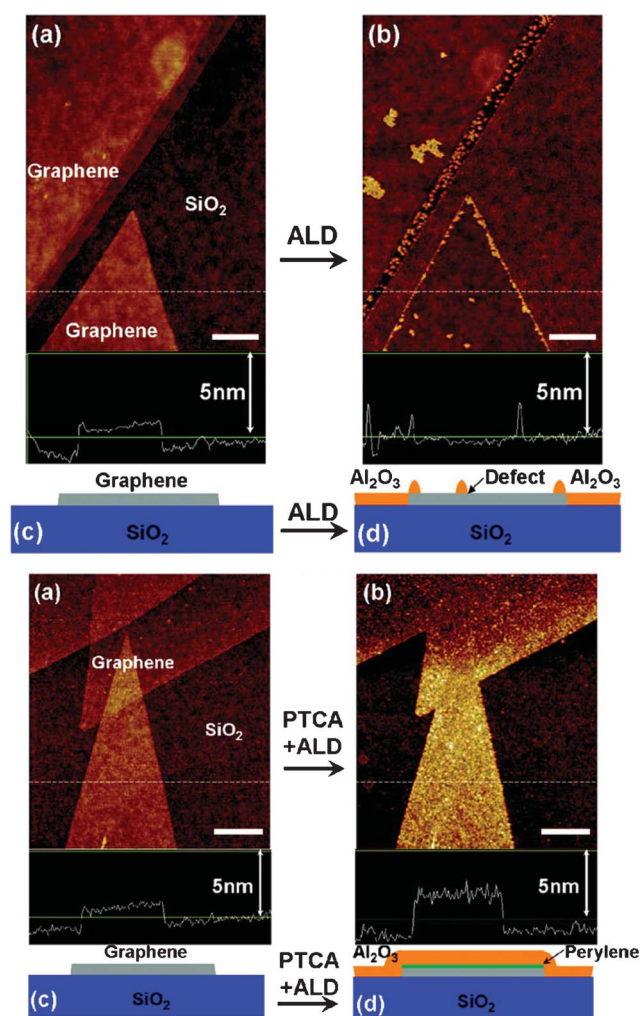 (a)
(b)
Graphene
SiO₂
ALD
Graphene
5nm
5nm
Graphene
Al₂O₃
Defect
Al₂O₃
ALD
(c)
SiO₂
(d)
SiO₂
(a)
(b)
Graphene
SiO₂
PTCA
+ALD
5nm
5nm
Graphene
PTCA
+ALD
Al₂O₃
Perylene
(c)
SiO₂
(d)
SiO₂